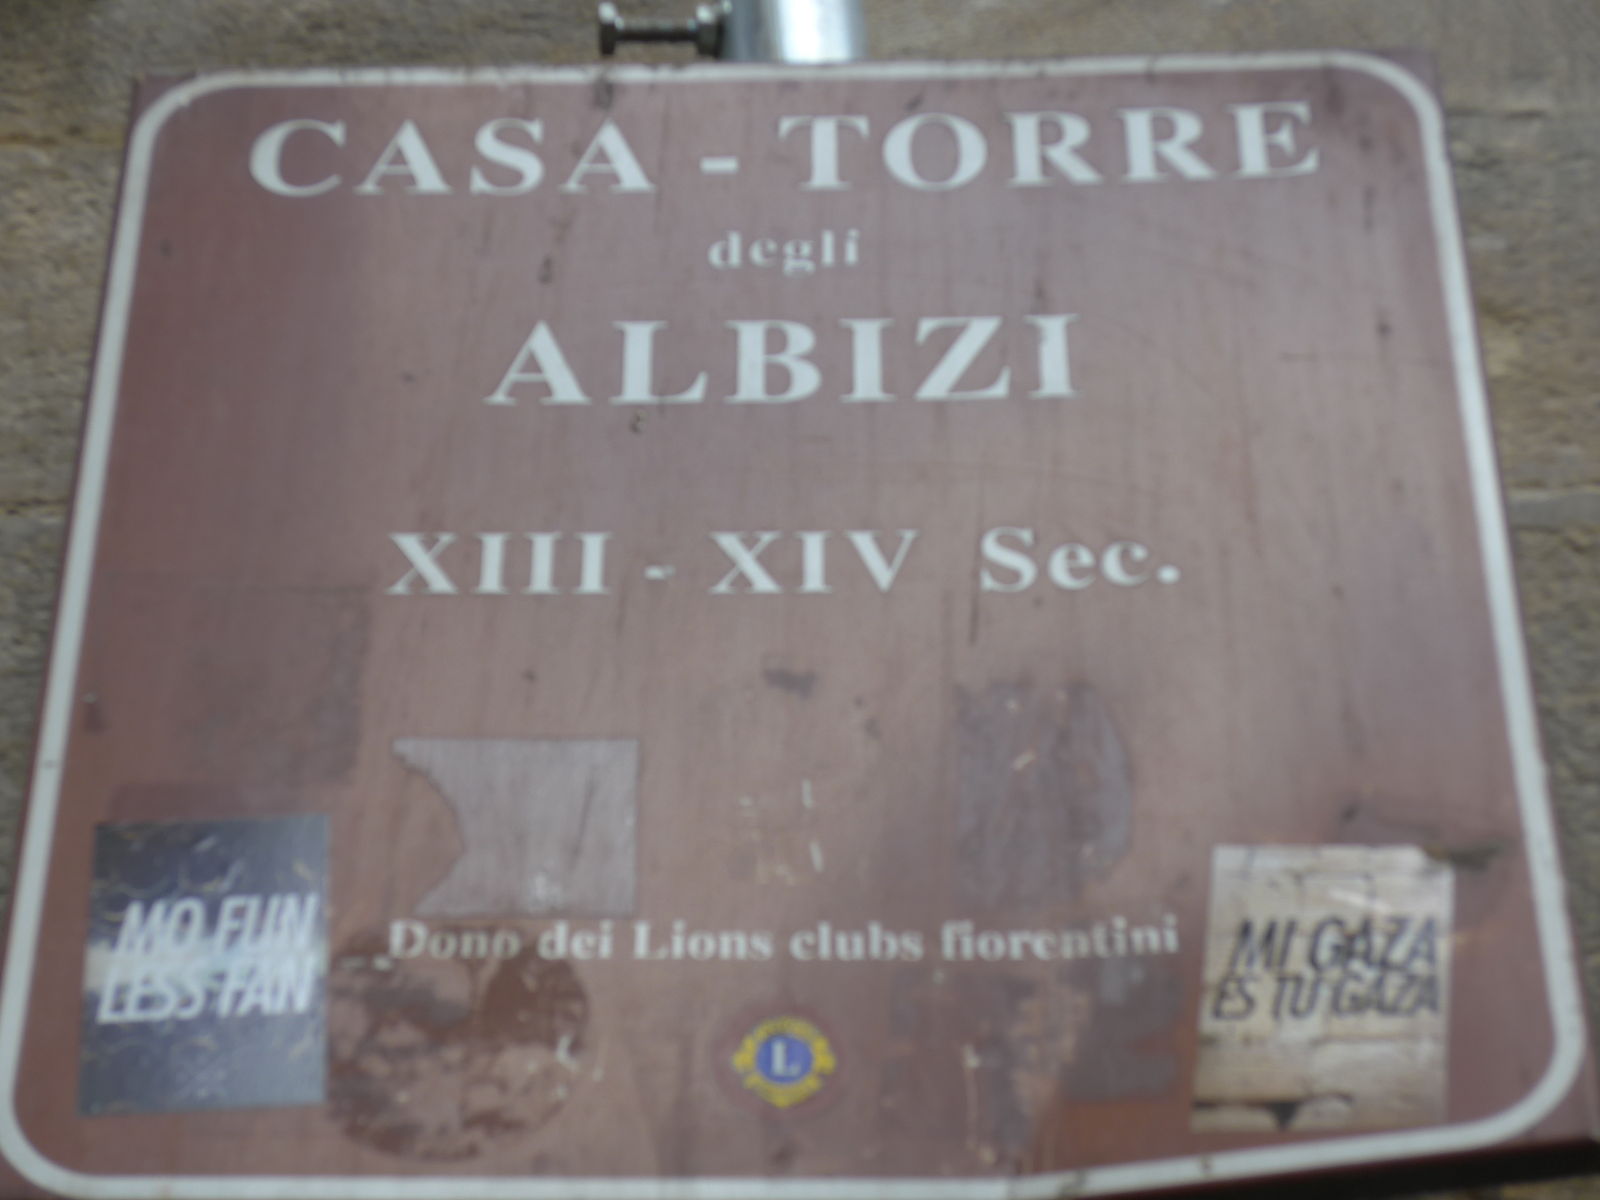 CASA - TORRE
degli
ALBIZI
XIII - XIV Sec.
MO FUN
LESS FAN
Dono dei Lions clubs fiorentini
MI GAZA
ES TU GAZA
L